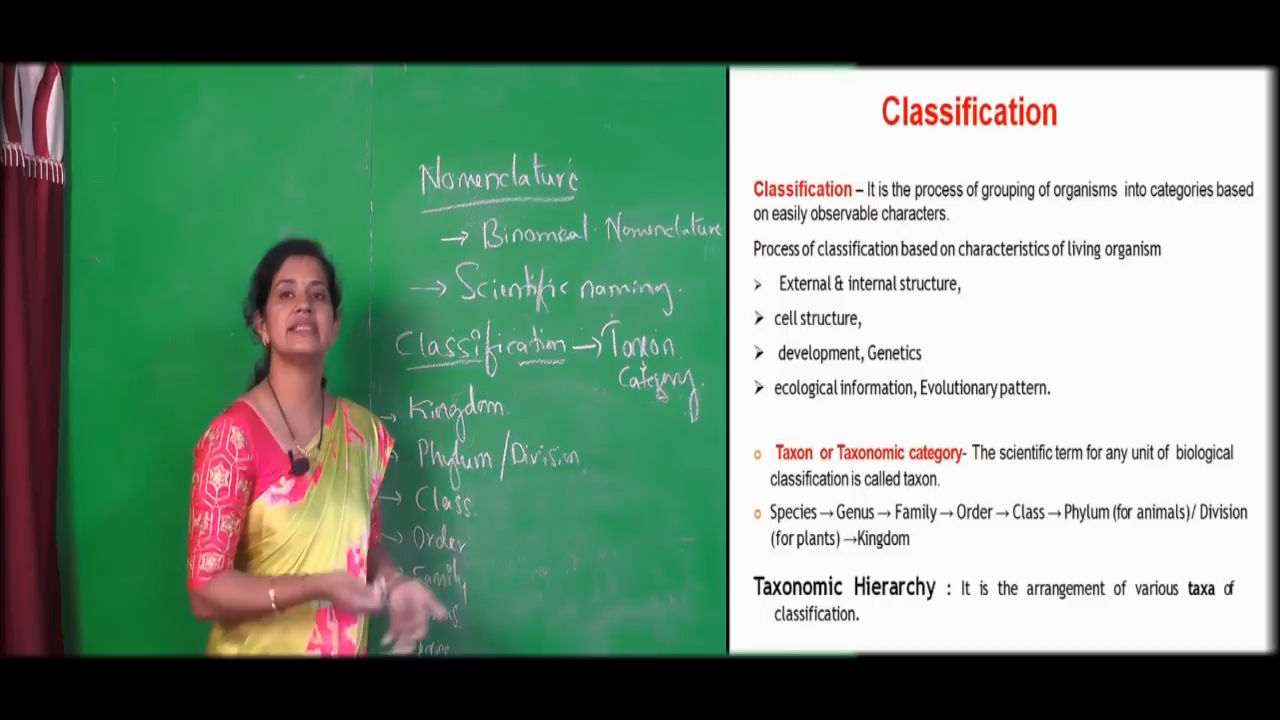 Nomenclature
→ Binomial Nomenclature
→ Scientific naming.
Classification → Taxon
Category.
→ Kingdom
→ Phylum/Division
→ Class
→ Order
→ Family
Classification
Classification – It is the process of grouping of organisms into categories based
on easily observable characters.
Process of classification based on characteristics of living organism
➢ External & internal structure,
➢ cell structure,
➢ development, Genetics
➢ ecological information, Evolutionary pattern.
○ Taxon or Taxonomic category- The scientific term for any unit of biological
classification is called taxon.
○ Species → Genus → Family → Order → Class → Phylum (for animals)/ Division
(for plants) →Kingdom
Taxonomic Hierarchy : It is the arrangement of various taxa of
classification.